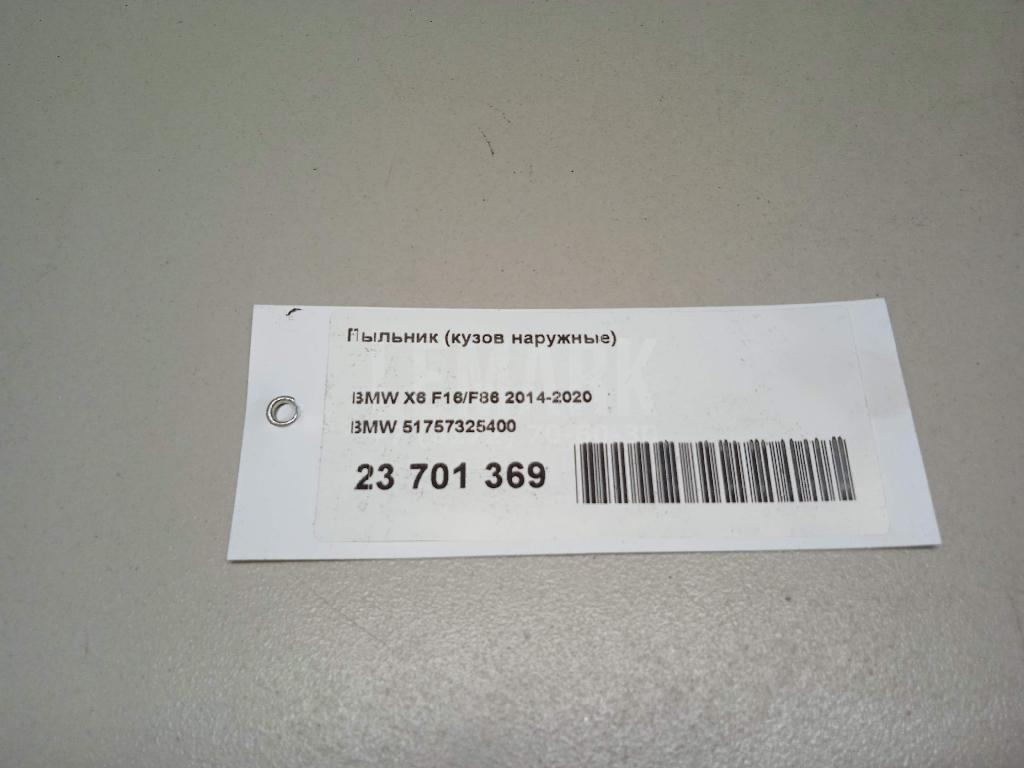 Пыльник (кузов наружные)
BMW X6 F16/F86 2014-2020
BMW 51757325400
23 701 369